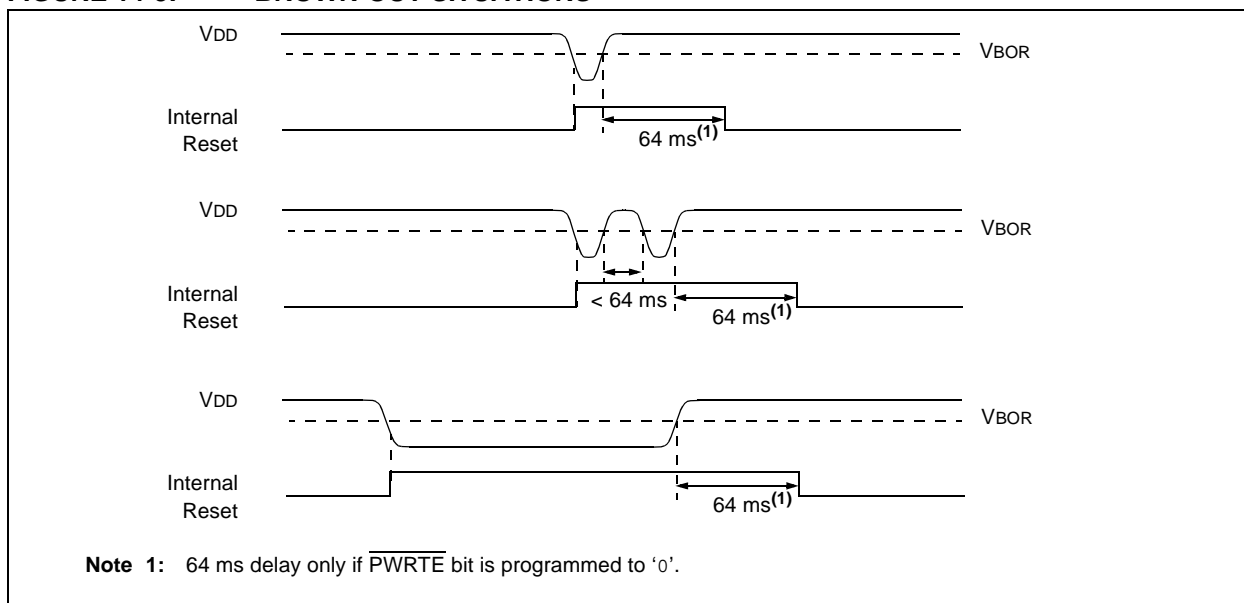 VDD
VBOR
Internal
Reset
64 ms(1)
VDD
VBOR
Internal
Reset
< 64 ms
64 ms(1)
VDD
VBOR
Internal
Reset
64 ms(1)
Note 1: 64 ms delay only if PWRTE bit is programmed to ‘0’.